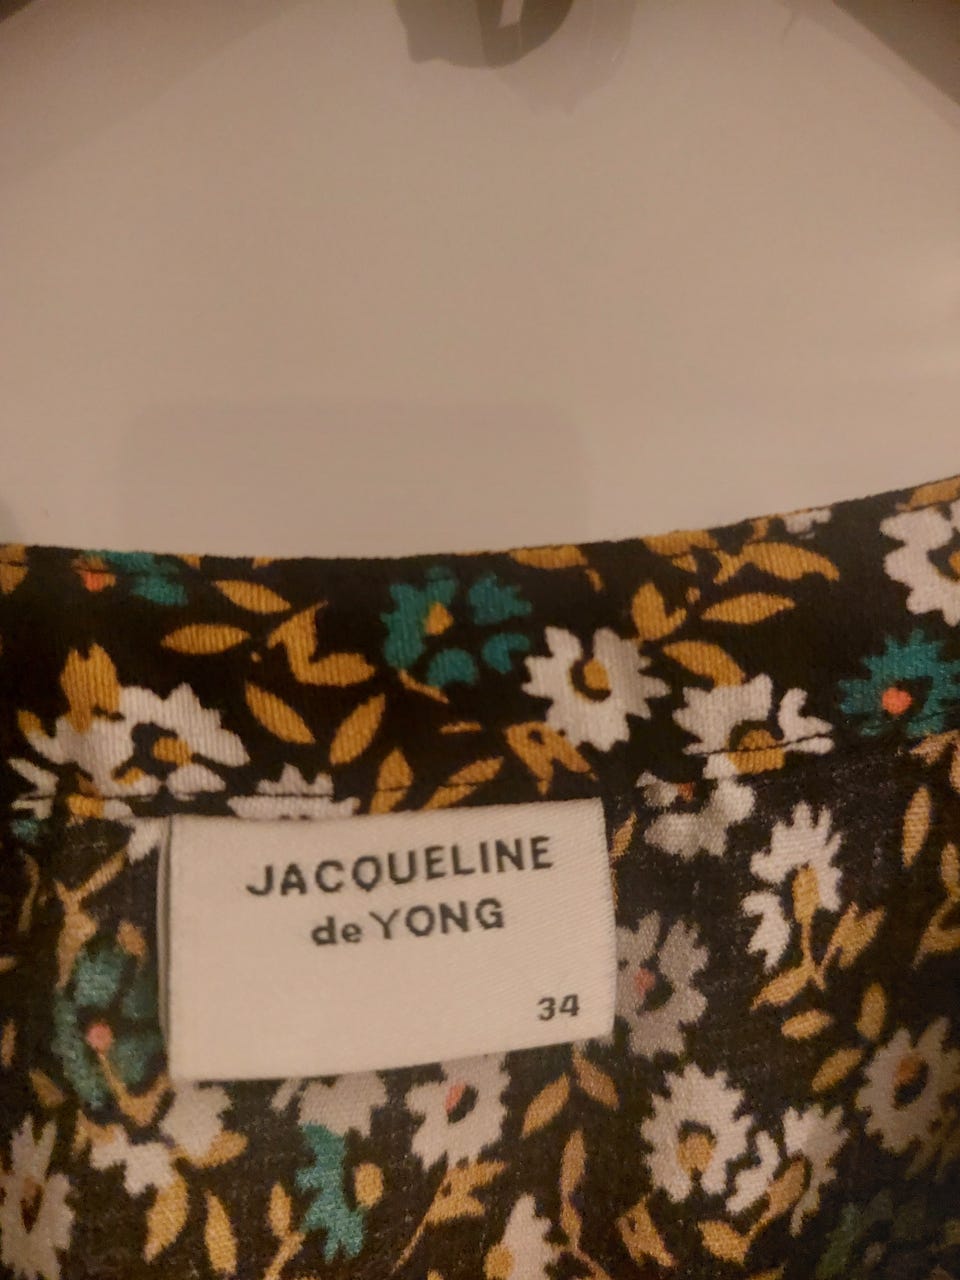 JACQUELINE
de YONG
34